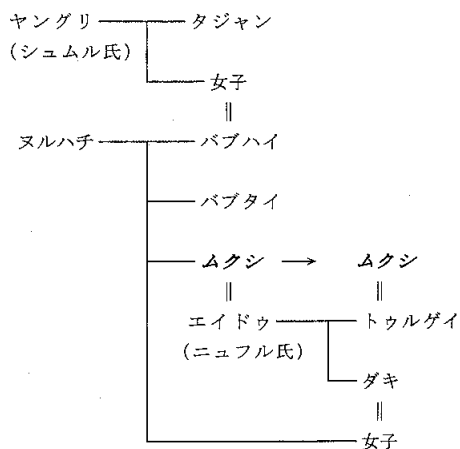 ヤングリ タジャン
(シュムル氏)
女子
‖
ヌルハチ バブハイ
バブタイ
ムクシ → ムクシ
‖ ‖
エイドゥ トゥルゲイ
(ニュフル氏)
ダキ
‖
女子